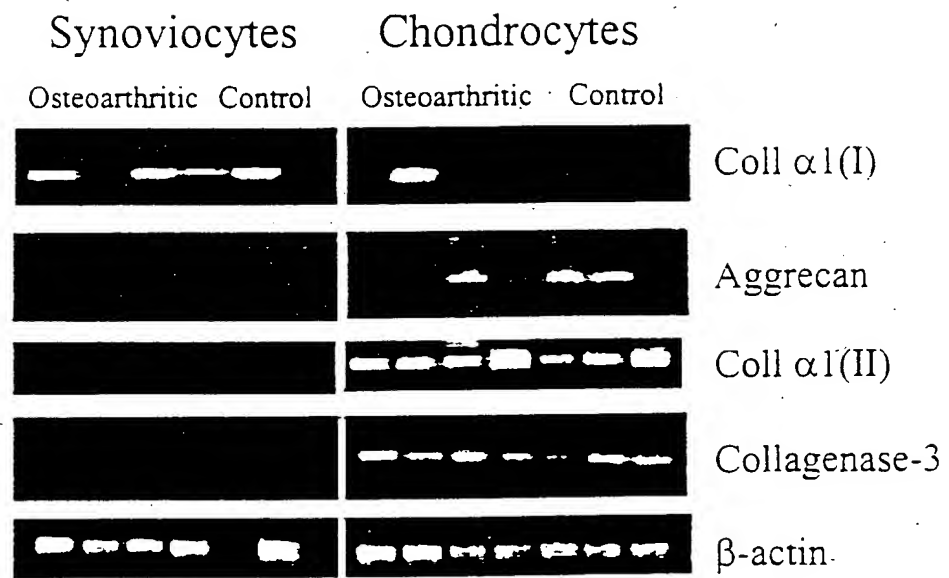 Synoviocytes Chondrocytes
Osteoarthritic Control Osteoarthritic Control
Coll α1(I)
Aggrecan
Coll α1(II)
Collagenase-3
β-actin